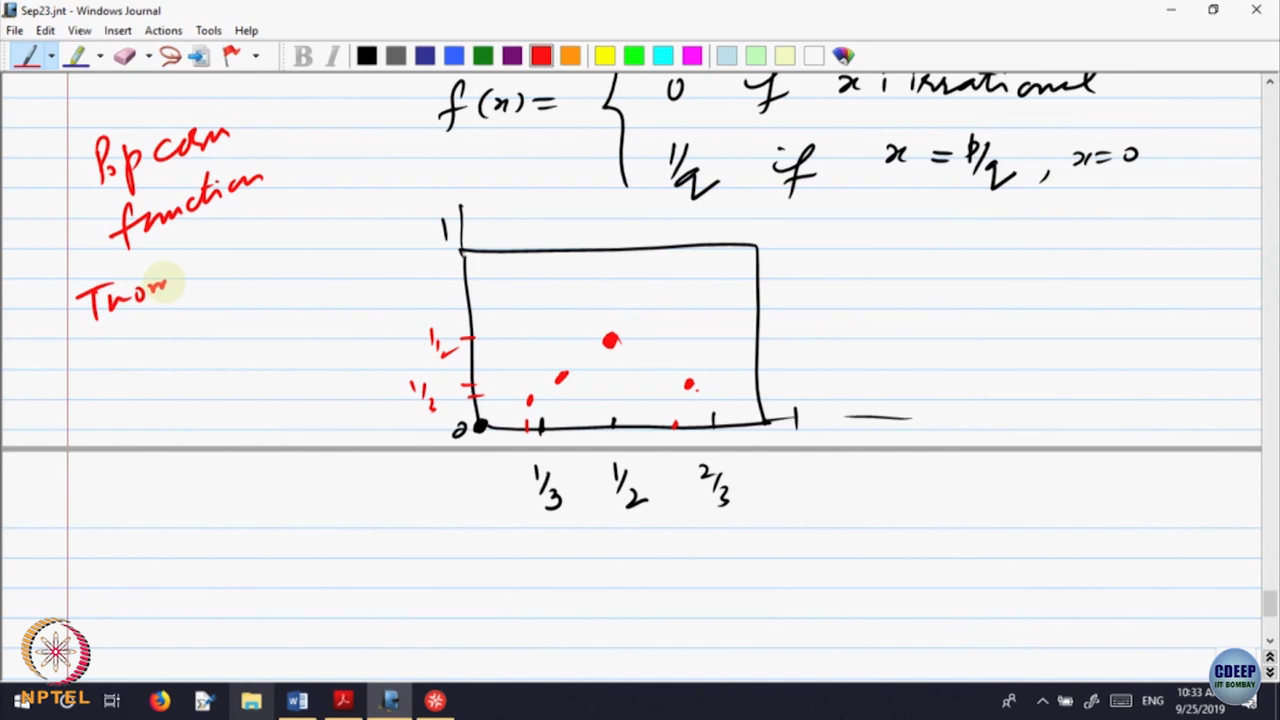 Sep23.jnt - Windows Journal
File Edit View Insert Actions Tools Help
B I
f(x) = { 0 if x irrational
1/q if x = p/q , x=0
Popcorn
function
Thom
1
1/2
1/3
0
1
1/3 1/2 2/3
NPTEL
CDEEP
IIT BOMBAY
ENG
10:33 A
9/25/2019